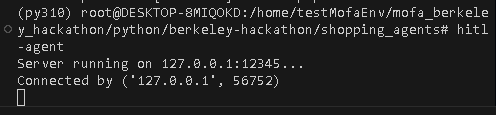 (py310) root@DESKTOP-8MIQOKD:/home/testMofaEnv/mofa_berkele
y_hackathon/python/berkeley-hackathon/shopping_agents# hitl
-agent
Server running on 127.0.0.1:12345...
Connected by ('127.0.0.1', 56752)